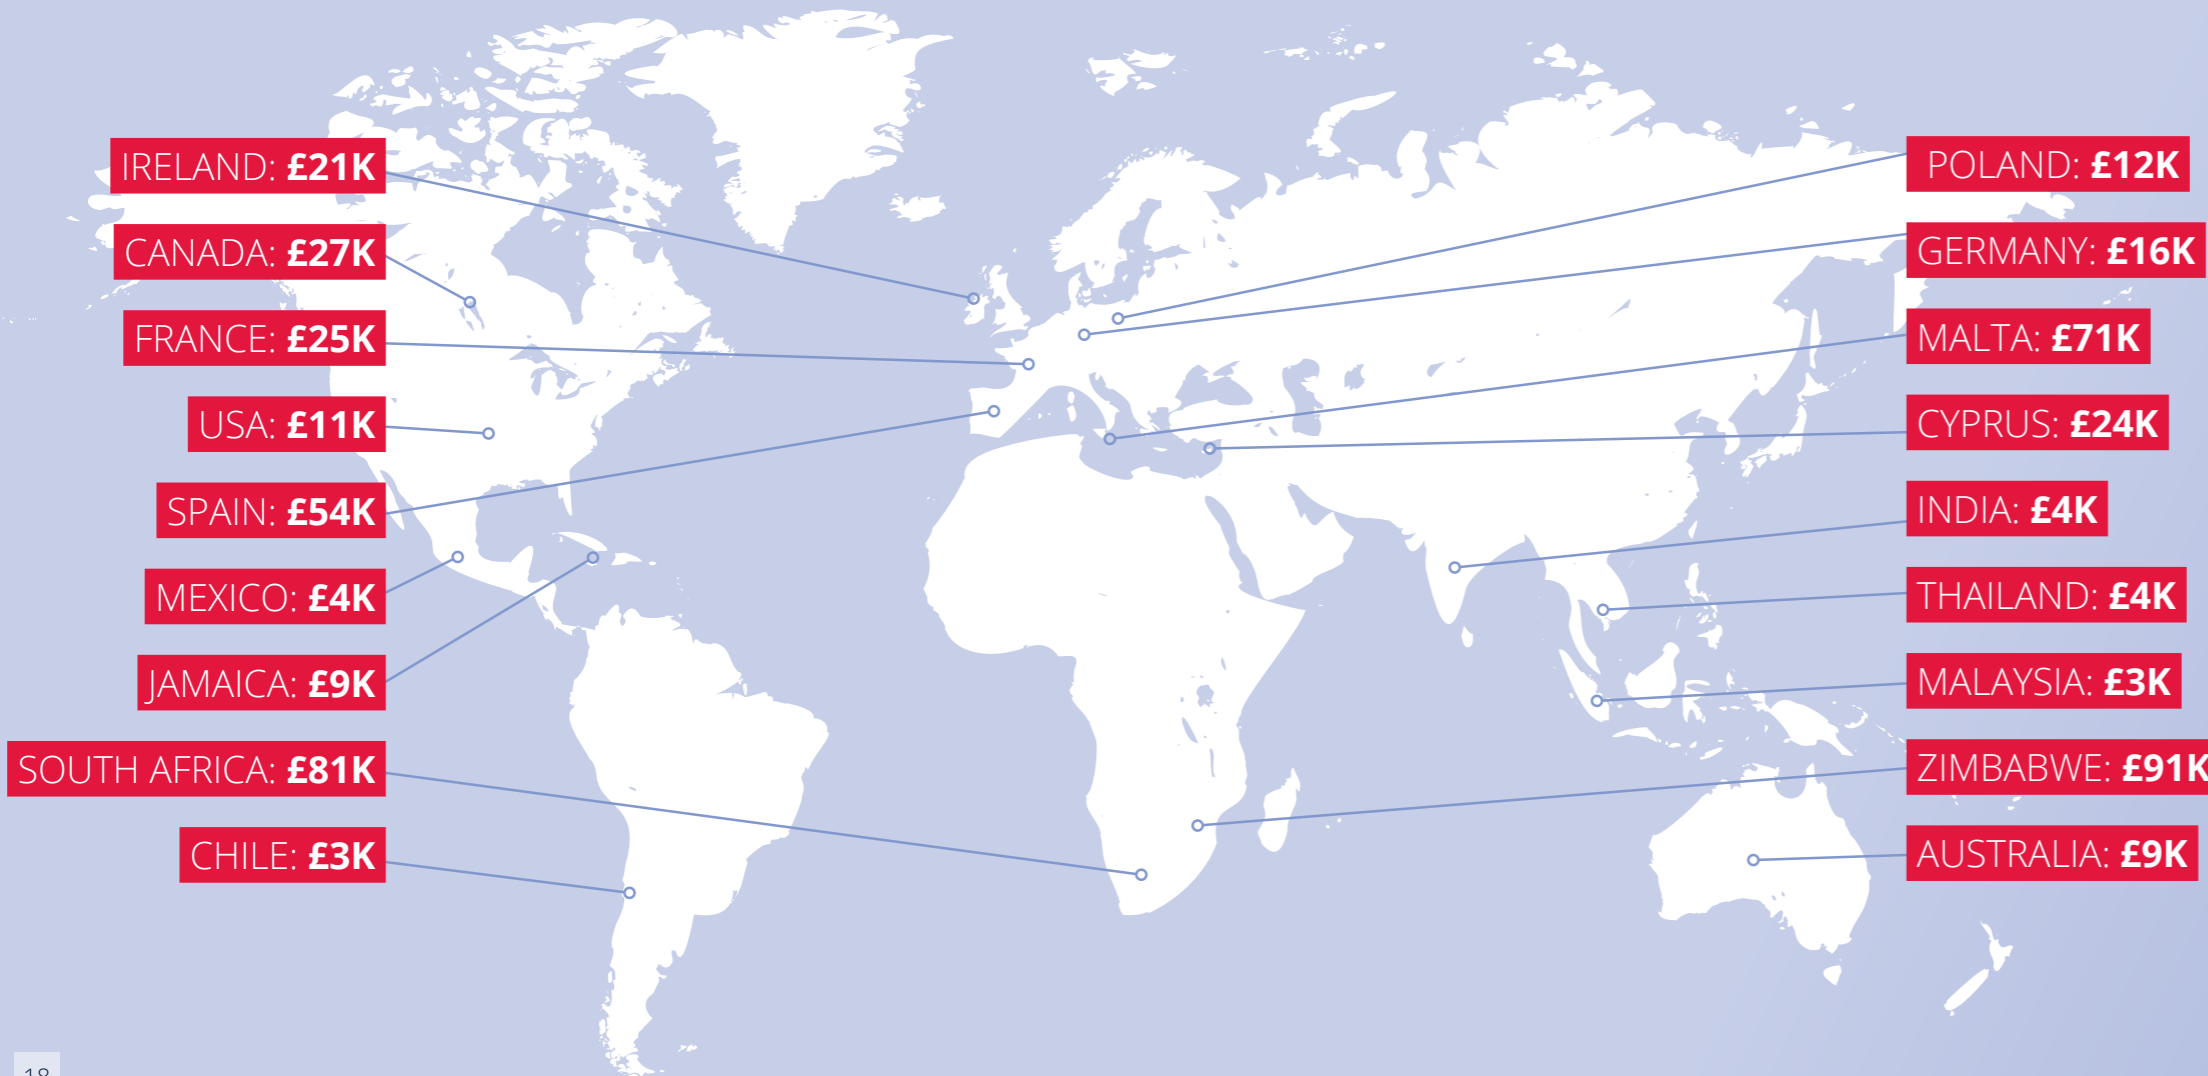 IRELAND: £21K
CANADA: £27K
FRANCE: £25K
USA: £11K
SPAIN: £54K
MEXICO: £4K
JAMAICA: £9K
SOUTH AFRICA: £81K
CHILE: £3K
POLAND: £12K
GERMANY: £16K
MALTA: £71K
CYPRUS: £24K
INDIA: £4K
THAILAND: £4K
MALAYSIA: £3K
ZIMBABWE: £91K
AUSTRALIA: £9K
18